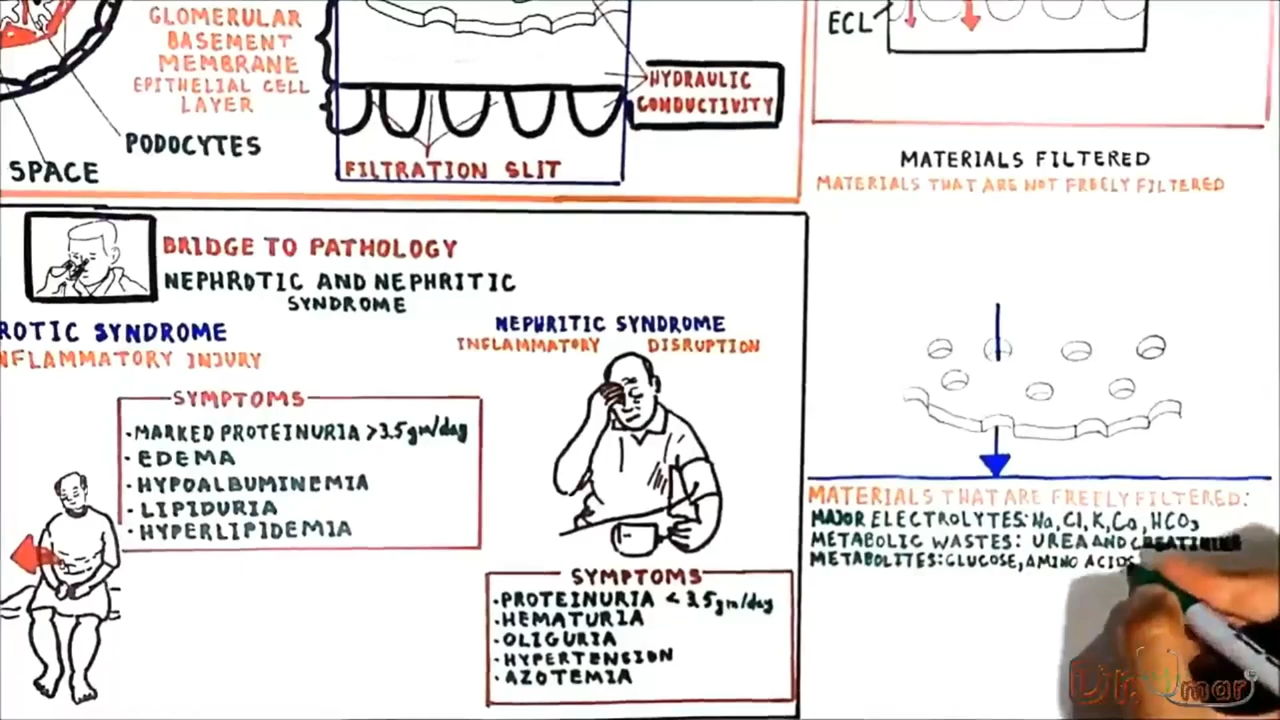 GLOMERULAR
BASEMENT
MEMBRANE
EPITHELIAL CELL
LAYER
PODOCYTES
SPACE
HYDRAULIC
CONDUCTIVITY
FILTRATION SLIT
ECL
MATERIALS FILTERED
MATERIALS THAT ARE NOT FREELY FILTERED
BRIDGE TO PATHOLOGY
NEPHROTIC AND NEPHRITIC
SYNDROME
ROTIC SYNDROME
NFLAMMATORY INJURY
SYMPTOMS
·MARKED PROTEINURIA >3.5gm/day
·EDEMA
·HYPOALBUMINEMIA
·LIPIDURIA
·HYPERLIPIDEMIA
NEPHRITIC SYNDROME
INFLAMMATORY DISRUPTION
SYMPTOMS
·PROTEINURIA <3.5gm/day
·HEMATURIA
·OLIGURIA
·HYPERTENSION
·AZOTEMIA
MATERIALS THAT ARE FREELY FILTERED:
MAJOR ELECTROLYTES: Na, Cl, K, Ca, HCO3
METABOLIC WASTES: UREA AND CREATININE
METABOLITES: GLUCOSE, AMINO ACIDS